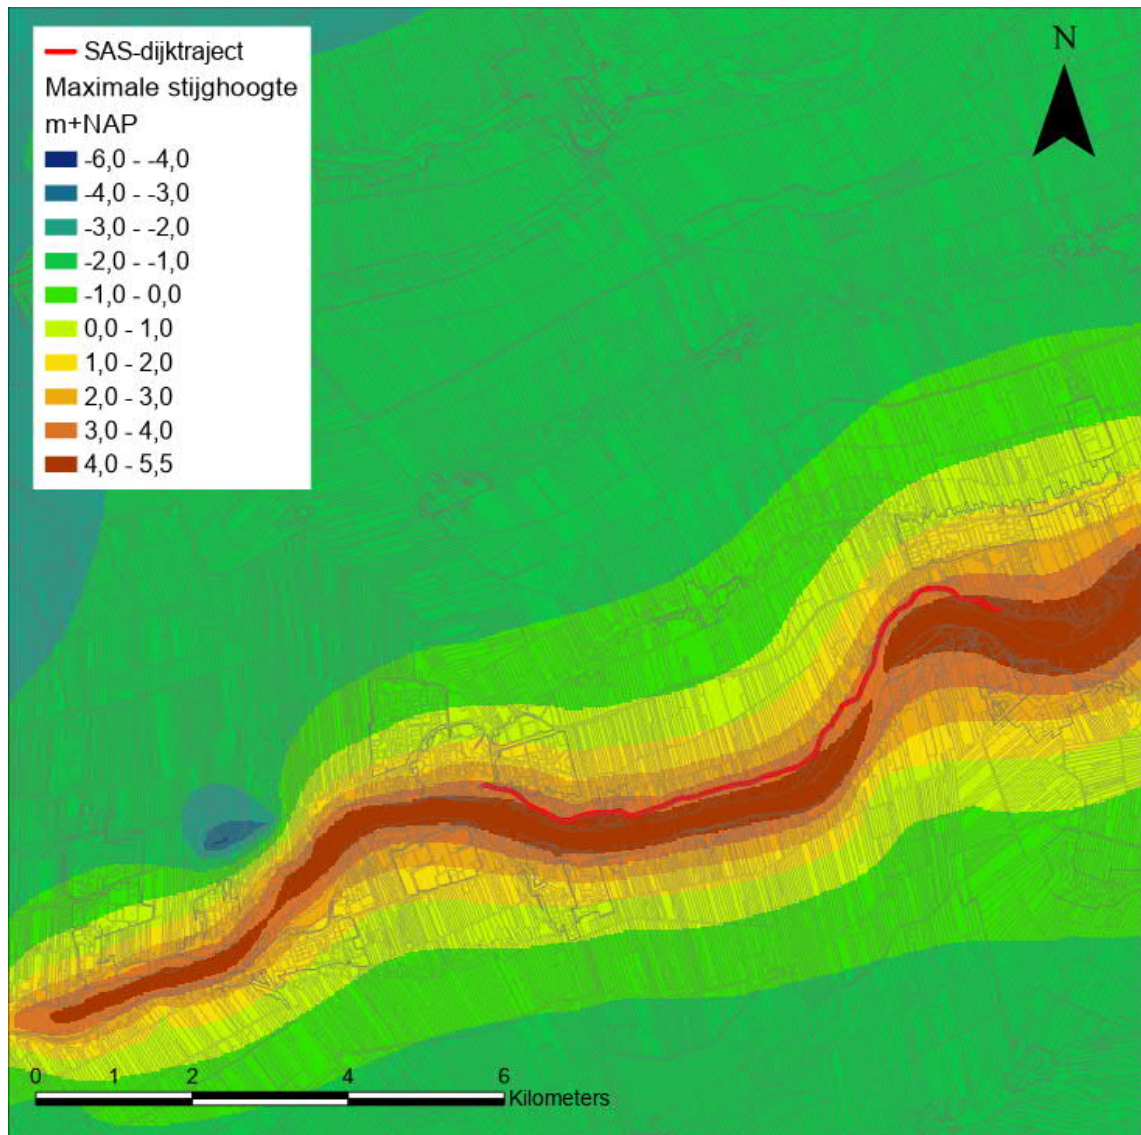 SAS-dijktraject
Maximale stijghoogte
m+NAP
-6,0 - -4,0
-4,0 - -3,0
-3,0 - -2,0
-2,0 - -1,0
-1,0 - 0,0
0,0 - 1,0
1,0 - 2,0
2,0 - 3,0
3,0 - 4,0
4,0 - 5,5
N
0 1 2 4 6
Kilometers